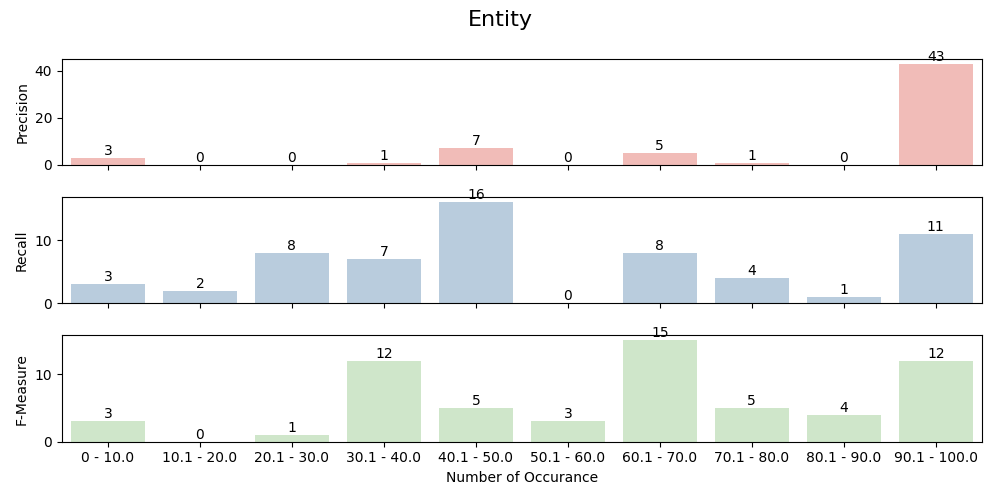 Entity
Precision
40
20
0
3 0 0 1 7 0 5 1 0 43
Recall
10
0
3 2 8 7 16 0 8 4 1 11
F-Measure
10
0
3 0 1 12 5 3 15 5 4 12
0 - 10.0 10.1 - 20.0 20.1 - 30.0 30.1 - 40.0 40.1 - 50.0 50.1 - 60.0 60.1 - 70.0 70.1 - 80.0 80.1 - 90.0 90.1 - 100.0
Number of Occurance